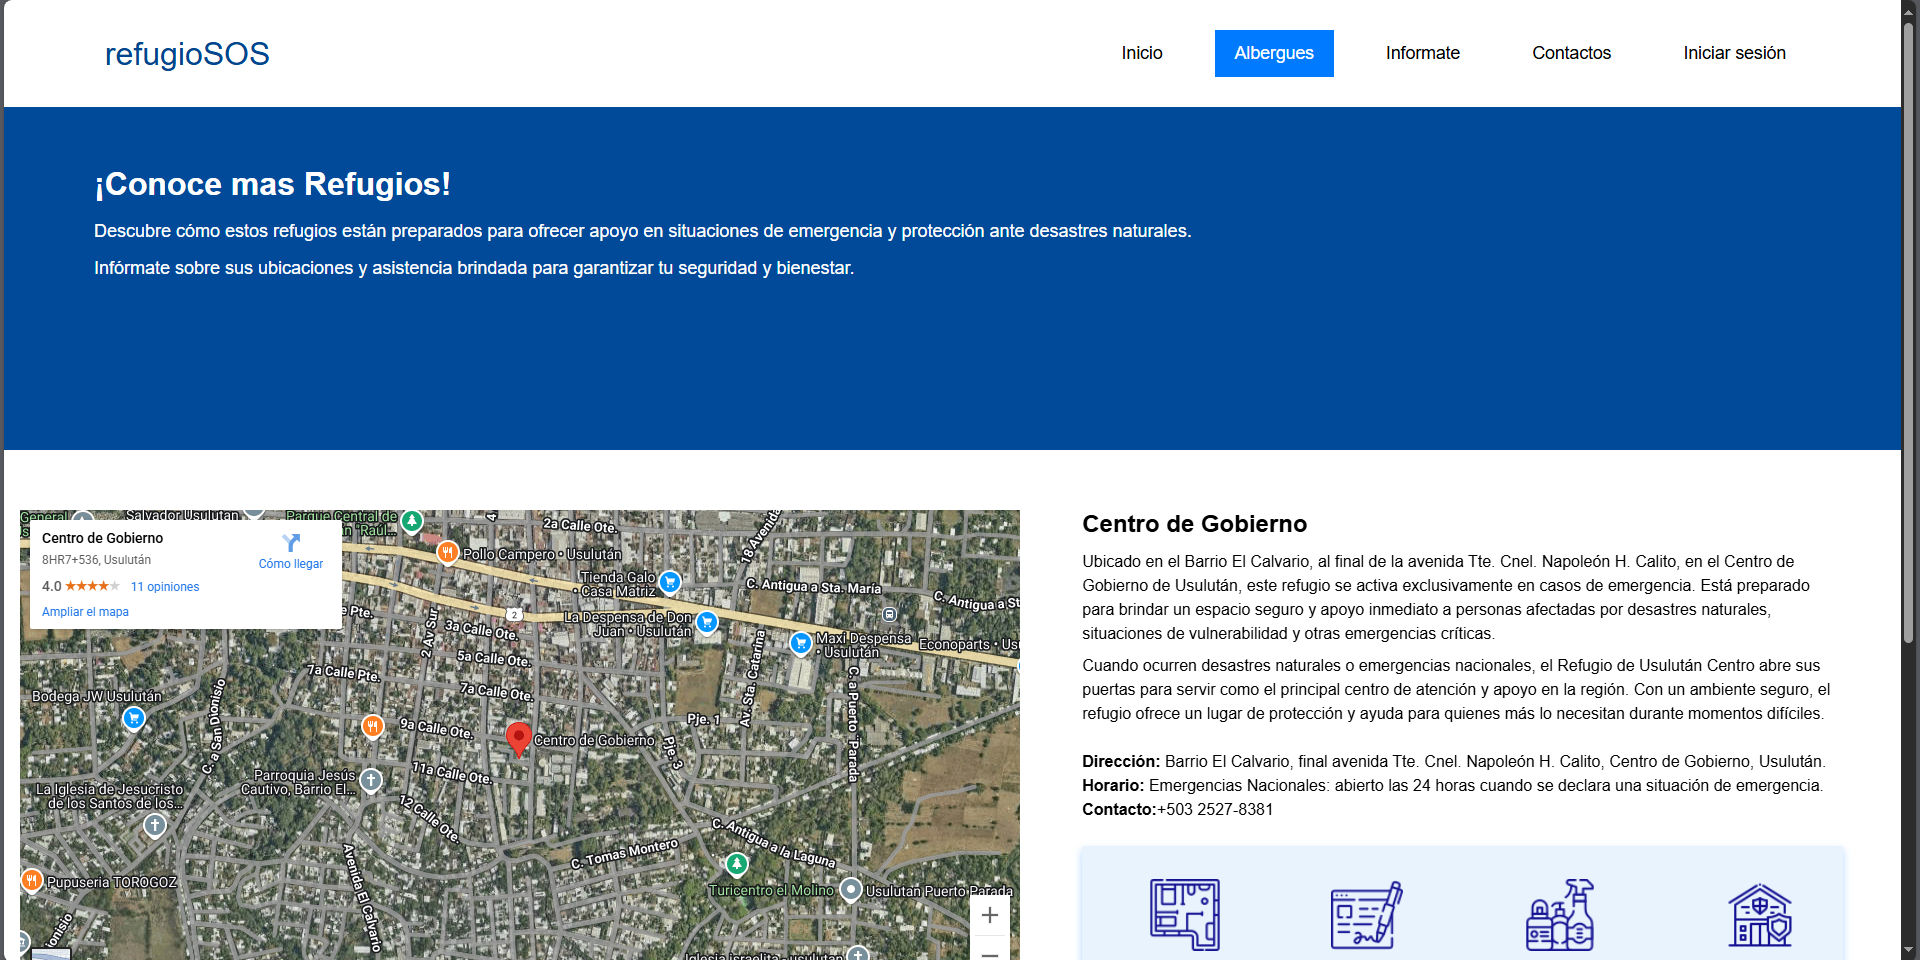 refugioSOS
Inicio
Albergues
Informate
Contactos
Iniciar sesión
¡Conoce mas Refugios!
Descubre cómo estos refugios están preparados para ofrecer apoyo en situaciones de emergencia y protección ante desastres naturales.
Infórmate sobre sus ubicaciones y asistencia brindada para garantizar tu seguridad y bienestar.
General
Salvador Usulután
Parque Central de
"Raúl...
Centro de Gobierno
8HR7+536, Usulután
4.0
11 opiniones
Ampliar el mapa
Cómo llegar
4
2a Calle Ote.
18 Avenida
Pollo Campero • Usulután
Tienda Galo
• Casa Matriz
C. Antigua a Sta. María
C. Antigua a St
e Pte.
2
La Despensa de Don
Juan • Usulután
2 Av Sur
3a Calle Ote.
Maxi Despensa
• Usulután
Econoparts • Usu
5a Calle Ote.
7a Calle Pte.
7a Calle Ote.
Av. Sta. Catarina
C. a Puerto "Parada
Bodega JW Usulután
C. a San Dionisio
9a Calle Ote.
Pje. 1
Centro de Gobierno
Pje. 3
11a Calle Ote.
Parroquia Jesús
Cautivo, Barrio El...
La Iglesia de Jesucristo
de los Santos de los...
12 Calle Ote.
C. Antigua a la Laguna
C. Tomas Montero
Avenida El Calvario
Pupuseria TOROGOZ
Turicentro el Molino
Usulutan Puerto Parada
ionisio
Iglesia israelita - usulutan
Centro de Gobierno
Ubicado en el Barrio El Calvario, al final de la avenida Tte. Cnel. Napoleón H. Calito, en el Centro de
Gobierno de Usulután, este refugio se activa exclusivamente en casos de emergencia. Está preparado
para brindar un espacio seguro y apoyo inmediato a personas afectadas por desastres naturales,
situaciones de vulnerabilidad y otras emergencias críticas.
Cuando ocurren desastres naturales o emergencias nacionales, el Refugio de Usulután Centro abre sus
puertas para servir como el principal centro de atención y apoyo en la región. Con un ambiente seguro, el
refugio ofrece un lugar de protección y ayuda para quienes más lo necesitan durante momentos difíciles.
Dirección: Barrio El Calvario, final avenida Tte. Cnel. Napoleón H. Calito, Centro de Gobierno, Usulután.
Horario: Emergencias Nacionales: abierto las 24 horas cuando se declara una situación de emergencia.
Contacto:+503 2527-8381